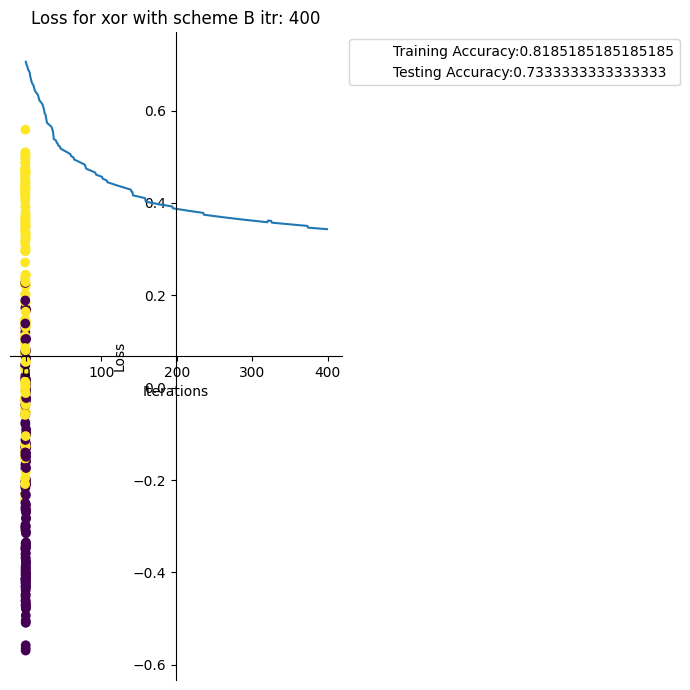 Loss for xor with scheme B itr: 400
Training Accuracy:0.8185185185185185
Testing Accuracy:0.7333333333333333
0.6
0.4
0.2
Loss
0 100 200 300 400
0.0
Iterations
−0.2
−0.4
−0.6